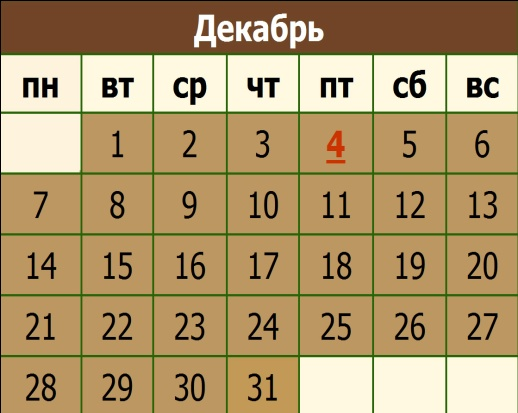 Декабрь
пн вт ср чт пт сб вс
1 2 3 4 5 6
7 8 9 10 11 12 13
14 15 16 17 18 19 20
21 22 23 24 25 26 27
28 29 30 31